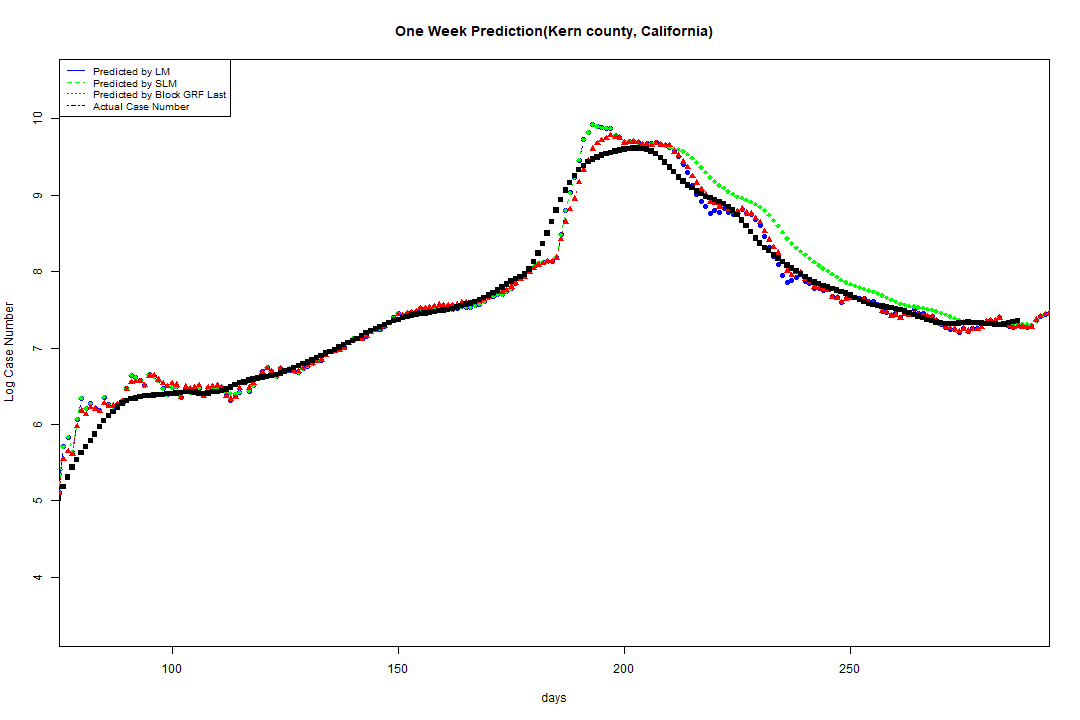 One Week Prediction(Kern county, California)
Predicted by LM
Predicted by SLM
Predicted by Block GRF Last
Actual Case Number
10
9
8
7
6
5
4
Log Case Number
100 150 200 250
days